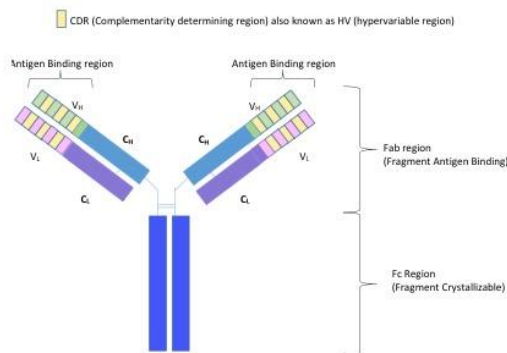 CDR (Complementarity determining region) also known as HV (hypervariable region)
Antigen Binding region
Antigen Binding region
VH
VH
CH
CH
VL
VL
CL
CL
Fab region
(Fragment Antigen Binding)
Fc Region
(Fragment Crystallizable)